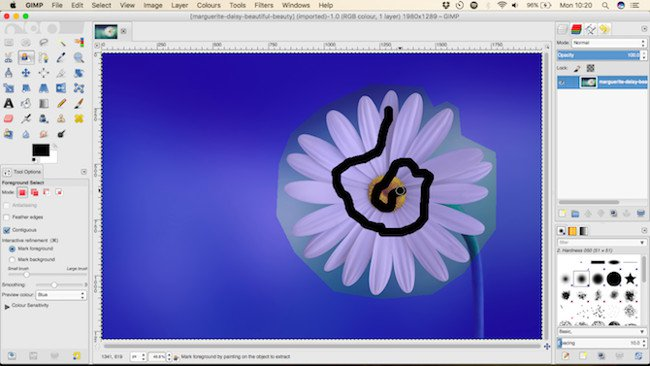 GIMP File Edit Select View Image Layer Colours Tools Filters Windows Help 96% Mon 10:20
[marguerite-daisy-beautiful-beauty] (imported)-1.0 (RGB colour, 1 layer) 1980x1289 – GIMP
0 250 500 750 1000 1250 1500 1750
Mode: Normal
Opacity 100.0
Lock:
marguerite-daisy-beau
Tool Options
Foreground Select
Mode:
Antialiasing
Feather edges
Contiguous
Interactive refinement (⌘)
Mark foreground
Mark background
Small brush Large brush
Smoothing 3
Preview colour: Blue
Colour Sensitivity
filter
2. Hardness 050 (51 × 51)
Basic,
Spacing 10.0
1341, 619 px Mark foreground by painting on the object to extract